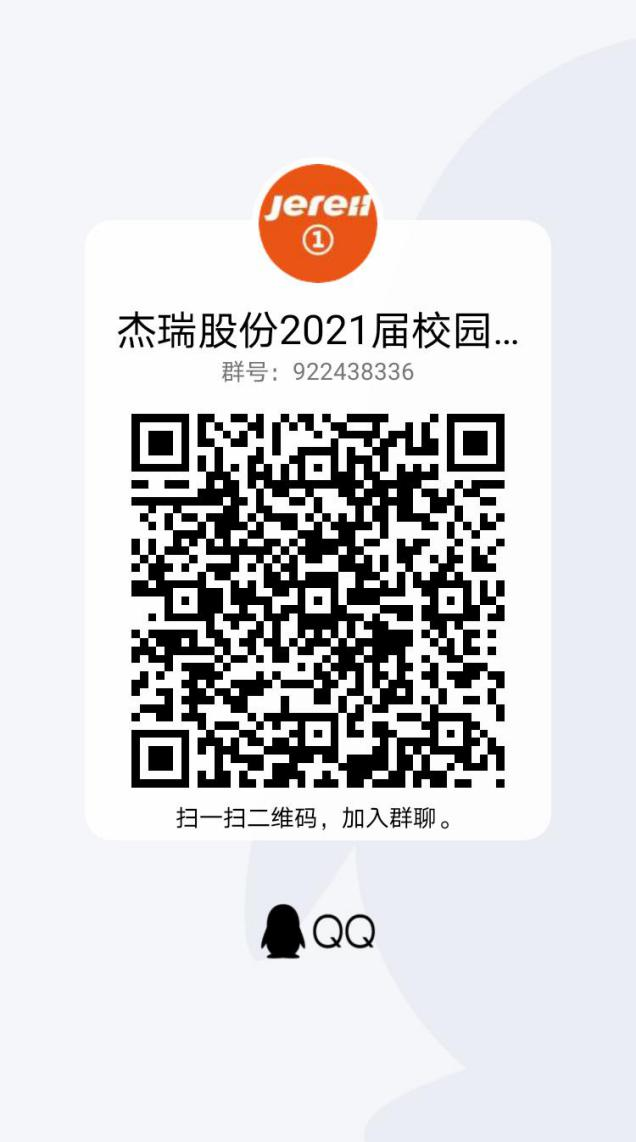 Jereh
①
杰瑞股份2021届校园...
群号：922438336
扫一扫二维码，加入群聊。
QQ